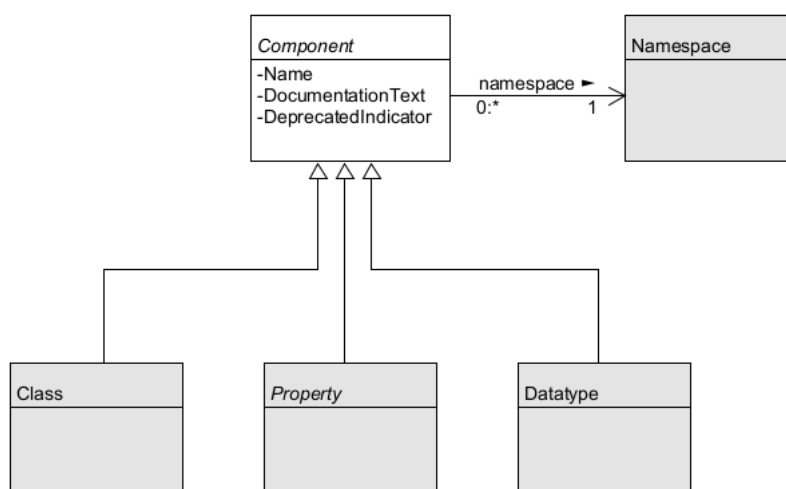 Component
-Name
-DocumentationText
-DeprecatedIndicator
namespace ►
0:*
1
Namespace
Class
Property
Datatype